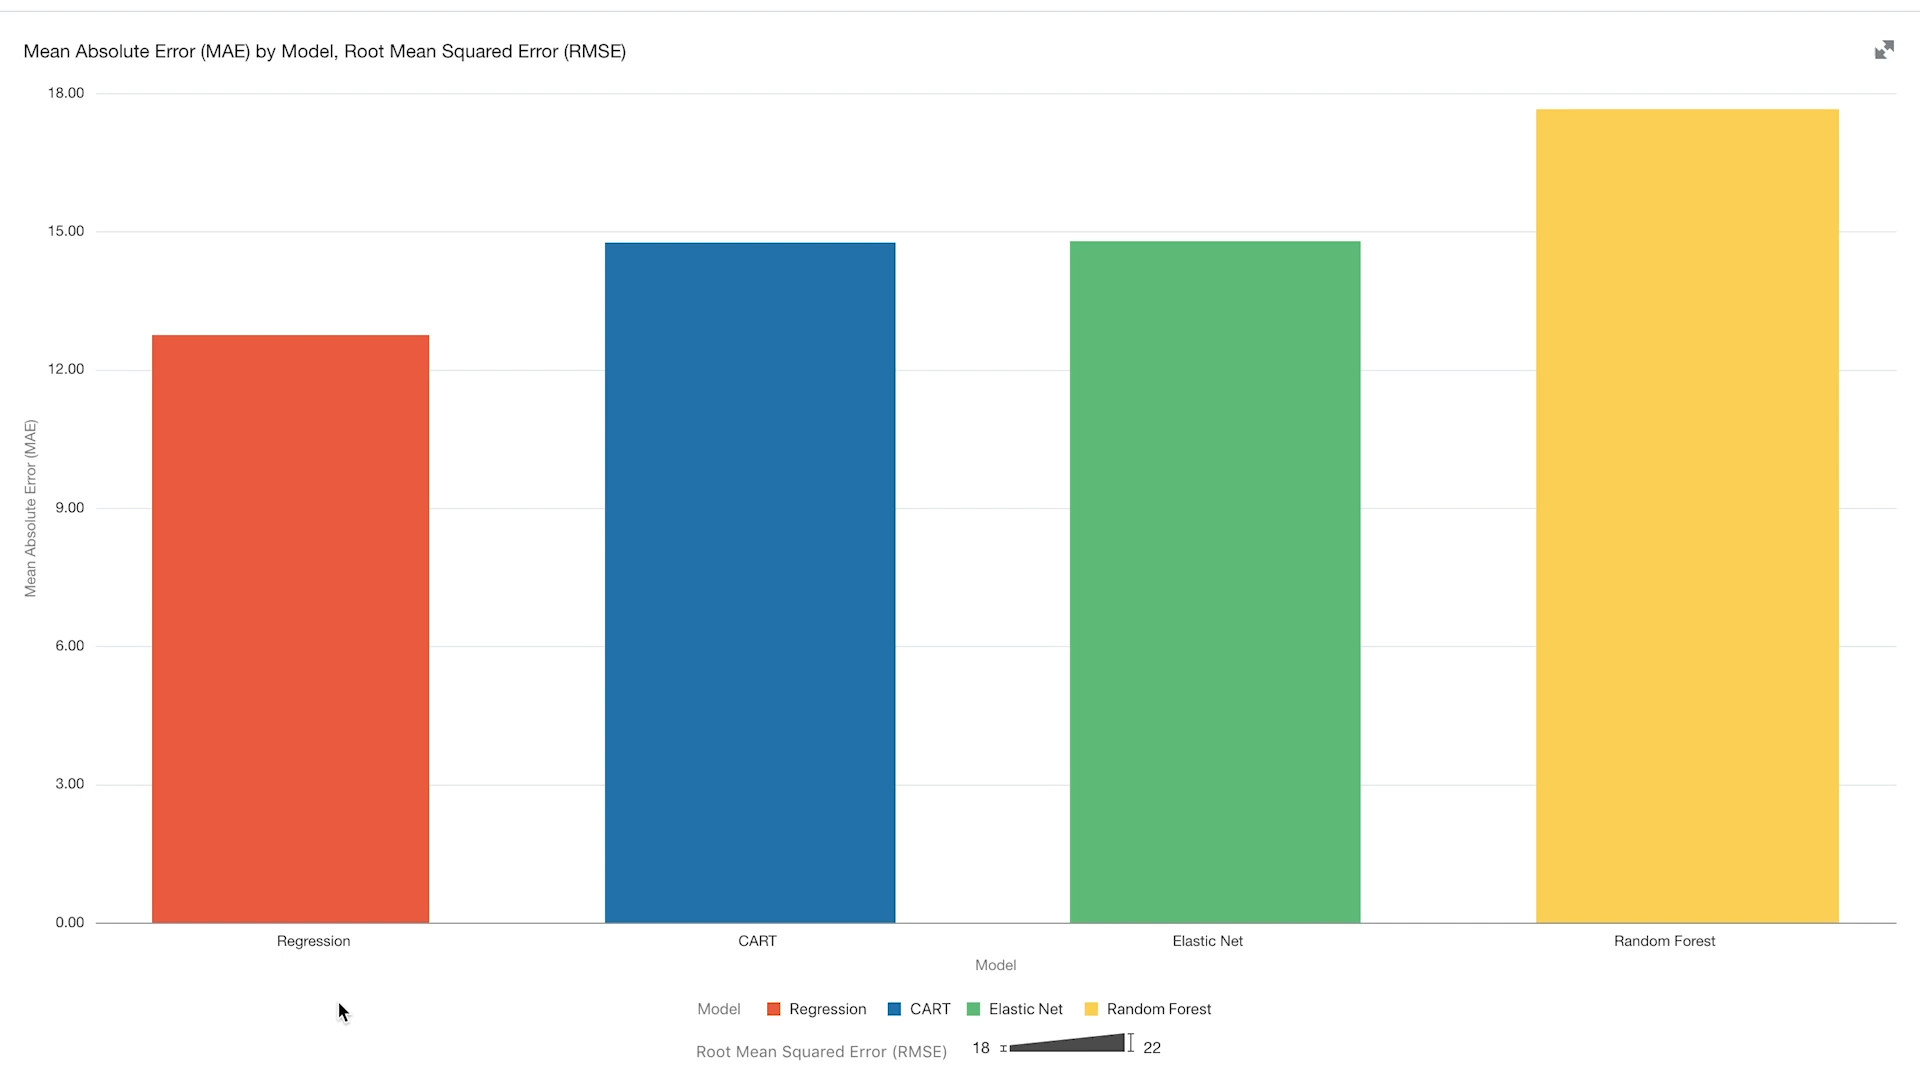 Mean Absolute Error (MAE) by Model, Root Mean Squared Error (RMSE)
18.00
15.00
12.00
9.00
6.00
3.00
0.00
Mean Absolute Error (MAE)
Regression CART Elastic Net Random Forest
Model
Model Regression CART Elastic Net Random Forest
Root Mean Squared Error (RMSE) 18 22